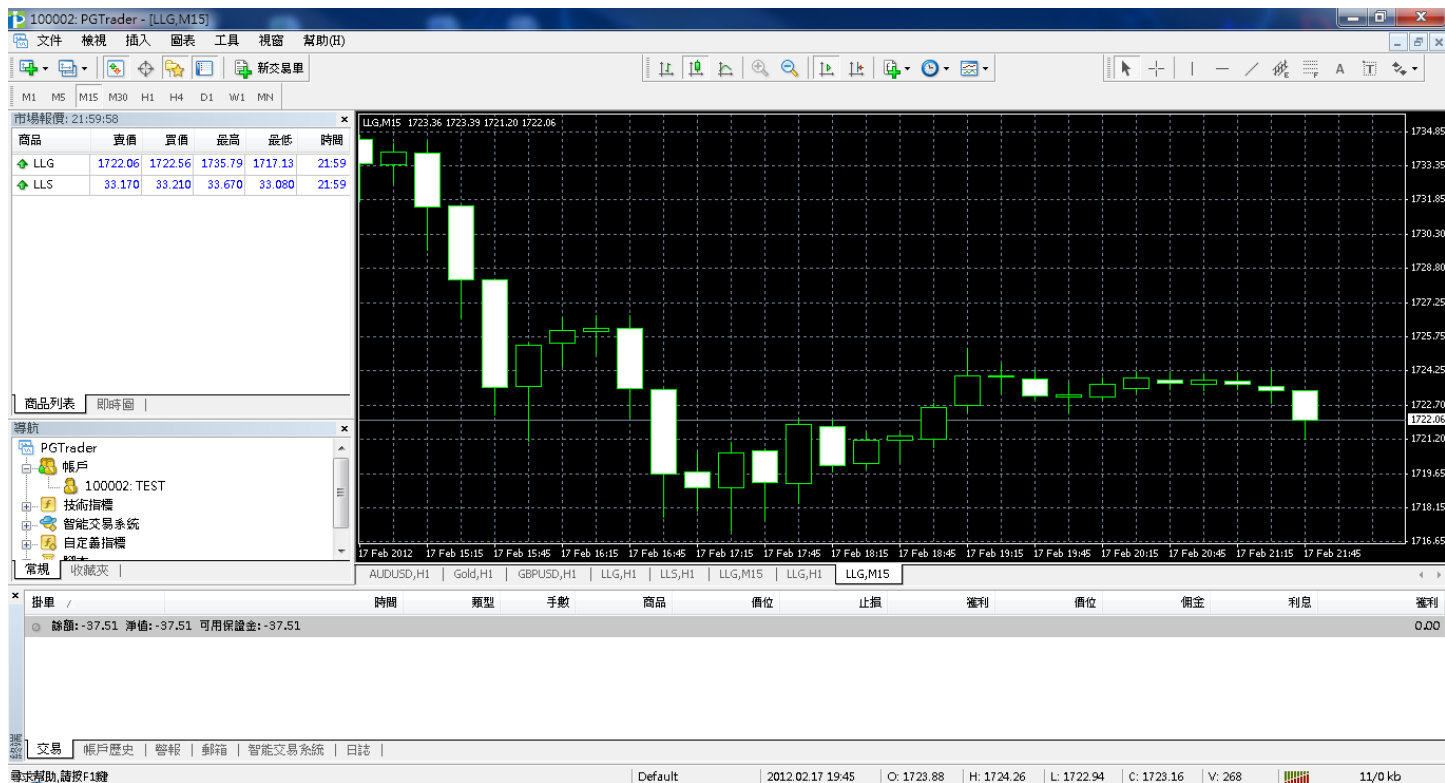 100002: PGTrader - [LLG,M15]
文件 檢視 插入 圖表 工具 視窗 幫助(H)
新交易單
M1 M5 M15 M30 H1 H4 D1 W1 MN
市場報價: 21:59:58
商品 賣價 買價 最高 最低 時間
LLG 1722.06 1722.56 1735.79 1717.13 21:59
LLS 33.170 33.210 33.670 33.080 21:59
商品列表 即時圖
導航
PGTrader
帳戶
100002: TEST
技術指標
智能交易系統
自定義指標
腳本
常規 收藏夾
LLG,M15 1723.36 1723.39 1721.20 1722.06
1734.85
1733.35
1731.85
1730.30
1728.80
1727.25
1725.75
1724.25
1722.70
1722.06
1721.20
1719.65
1718.15
1716.65
17 Feb 2012 17 Feb 15:15 17 Feb 15:45 17 Feb 16:15 17 Feb 16:45 17 Feb 17:15 17 Feb 17:45 17 Feb 18:15 17 Feb 18:45 17 Feb 19:15 17 Feb 19:45 17 Feb 20:15 17 Feb 20:45 17 Feb 21:15 17 Feb 21:45
AUDUSD,H1 Gold,H1 GBPUSD,H1 LLG,H1 LLS,H1 LLG,M15 LLG,H1 LLG,M15
掛單 / 時間 類型 手數 商品 價位 止損 獲利 價位 佣金 利息 獲利
餘額: -37.51 淨值: -37.51 可用保證金: -37.51 0.00
交易 帳戶歷史 警報 郵箱 智能交易系統 日誌
尋求幫助,請按F1鍵 Default 2012.02.17 19:45 O: 1723.88 H: 1724.26 L: 1722.94 C: 1723.16 V: 268 11/0 kb